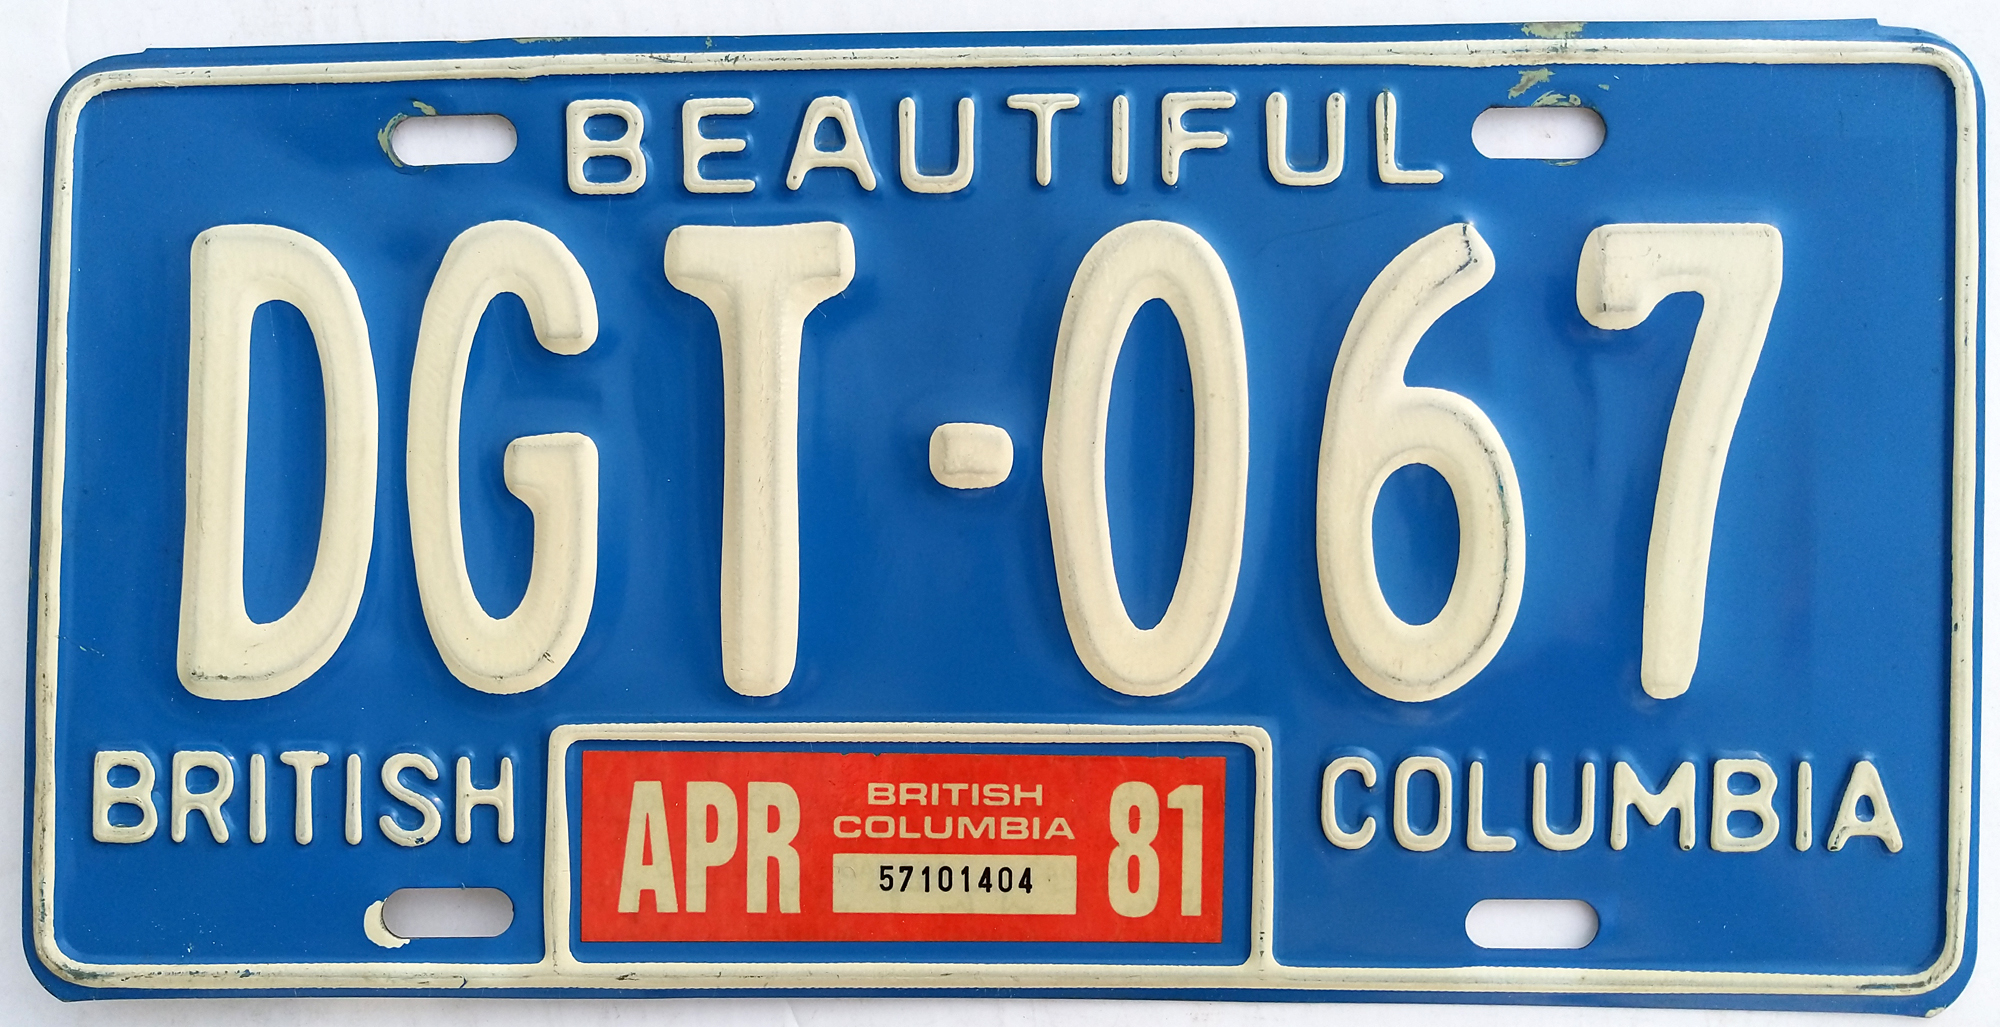 BEAUTIFUL
DGT-067
BRITISH
APR
BRITISH
COLUMBIA
57101404
81
COLUMBIA